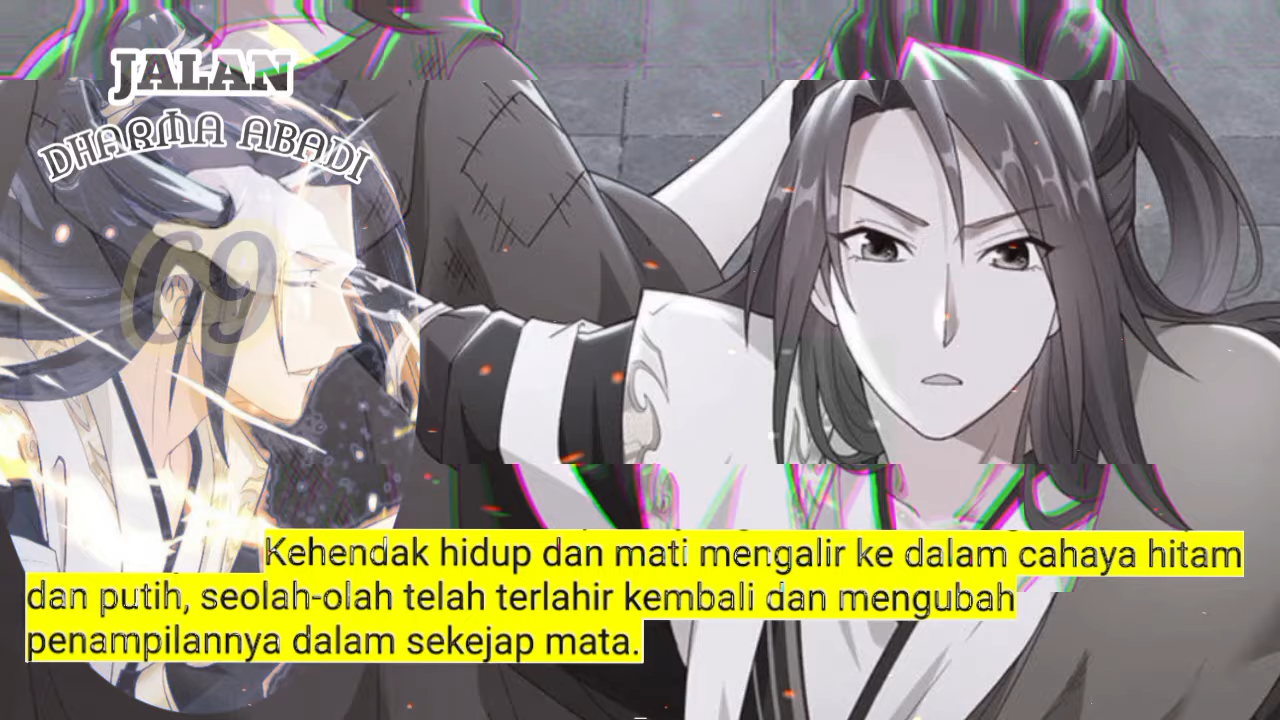 JALAN
DHARMA ABADI
69
Kehendak hidup dan mati mengalir ke dalam cahaya hitam
dan putih, seolah-olah telah terlahir kembali dan mengubah
penampilannya dalam sekejap mata.